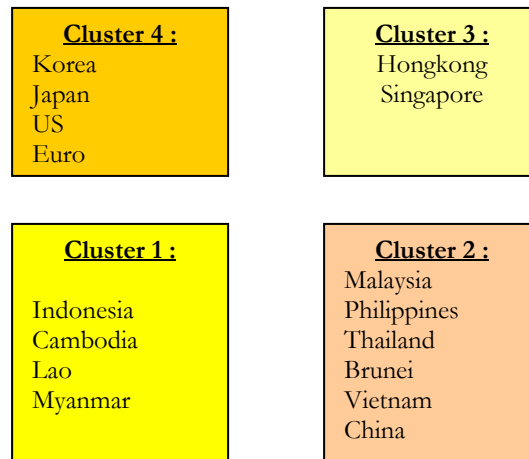 Cluster 4 :
Korea
Japan
US
Euro
Cluster 3 :
Hongkong
Singapore
Cluster 1 :
Indonesia
Cambodia
Lao
Myanmar
Cluster 2 :
Malaysia
Philippines
Thailand
Brunei
Vietnam
China